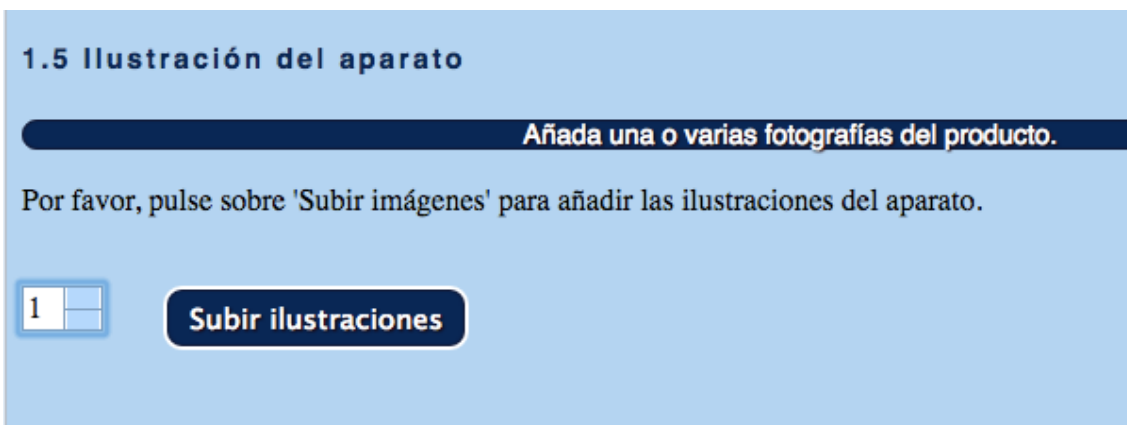 1.5 Ilustración del aparato
Añada una o varias fotografías del producto.
Por favor, pulse sobre 'Subir imágenes' para añadir las ilustraciones del aparato.
1
Subir ilustraciones